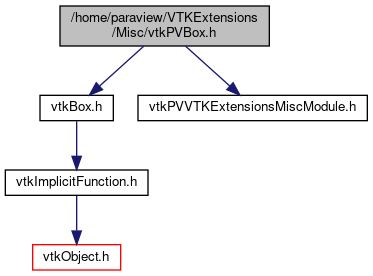 /home/paraview/VTKExtensions
/Misc/vtkPVBox.h
vtkBox.h
vtkPVVTKExtensionsMiscModule.h
vtkImplicitFunction.h
vtkObject.h